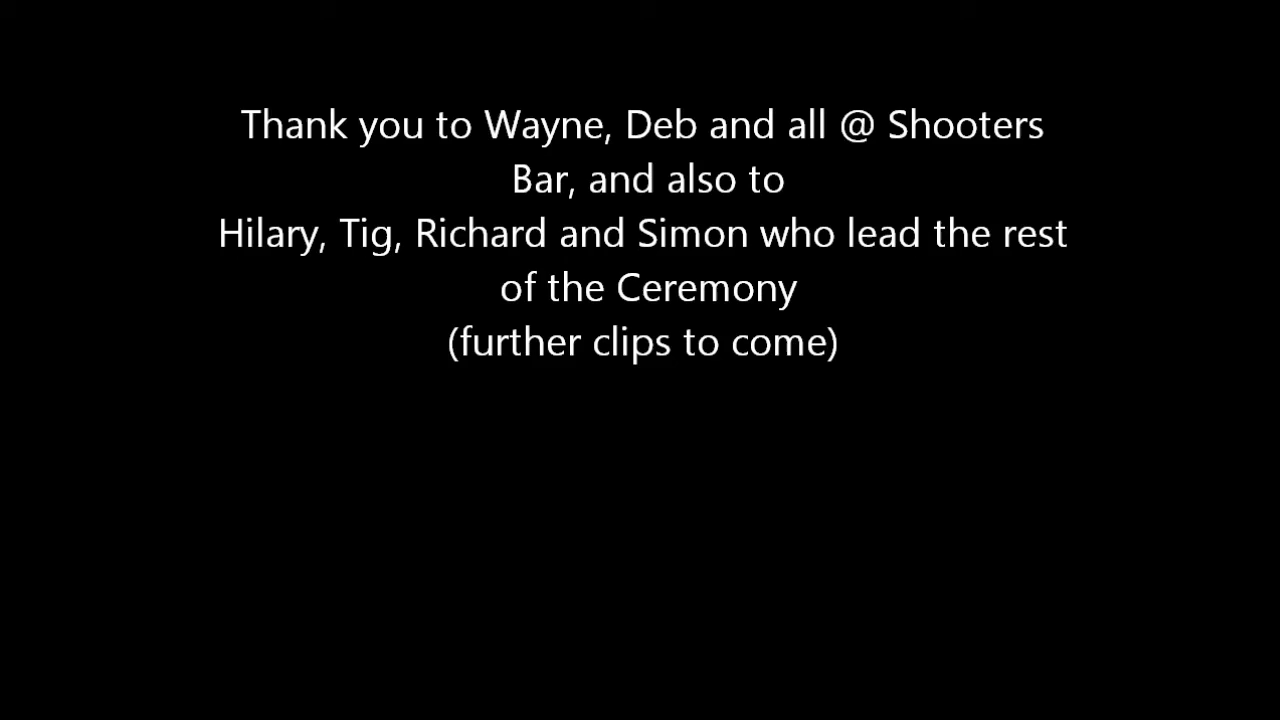 Thank you to Wayne, Deb and all @ Shooters
Bar, and also to
Hilary, Tig, Richard and Simon who lead the rest
of the Ceremony
(further clips to come)